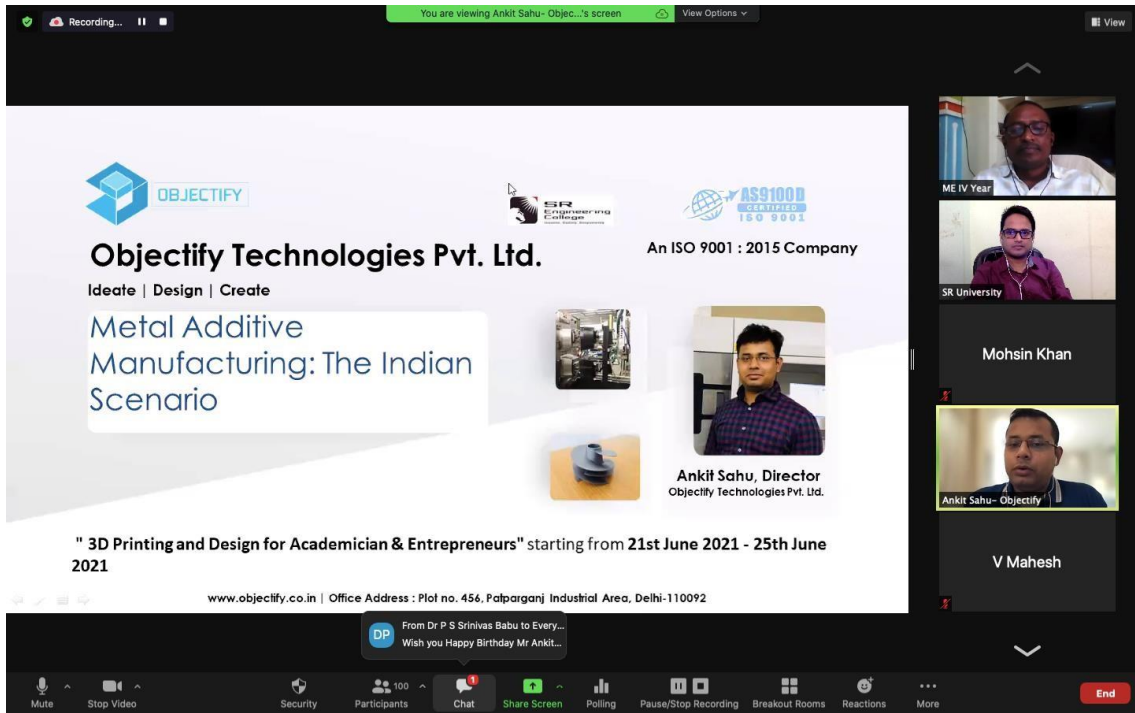 Recording...
You are viewing Ankit Sahu- Objec...'s screen
View Options
View
OBJECTIFY
SR
Engineering
College
AS9100D
CERTIFIED
ISO 9001
Objectify Technologies Pvt. Ltd.
An ISO 9001 : 2015 Company
Ideate | Design | Create
Metal Additive
Manufacturing: The Indian
Scenario
Ankit Sahu, Director
Objectify Technologies Pvt. Ltd.
" 3D Printing and Design for Academician & Entrepreneurs" starting from 21st June 2021 - 25th June
2021
www.objectify.co.in | Office Address : Plot no. 456, Patparganj Industrial Area, Delhi-110092
ME IV Year
SR University
Mohsin Khan
Ankit Sahu- Objectify
V Mahesh
DP
From Dr P S Srinivas Babu to Every...
Wish you Happy Birthday Mr Ankit...
Mute
Stop Video
Security
100
Participants
1
Chat
Share Screen
Polling
Pause/Stop Recording
Breakout Rooms
Reactions
More
End